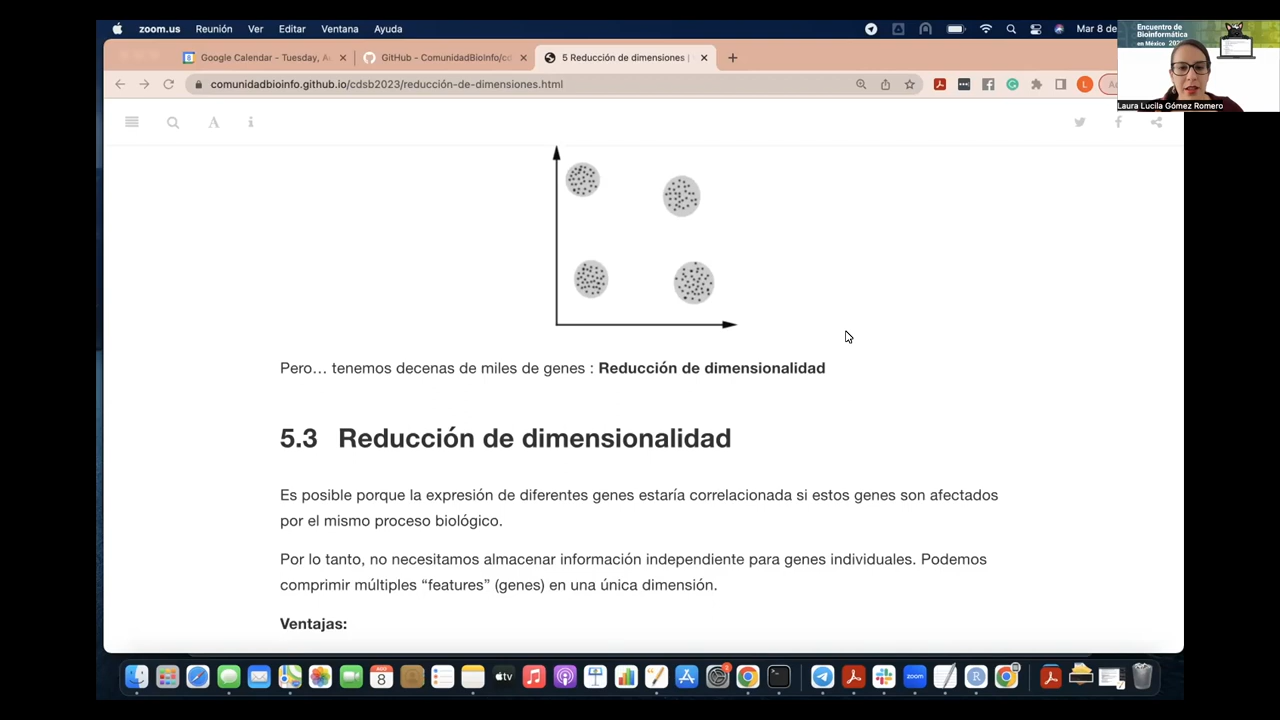 zoom.us Reunión Ver Editar Ventana Ayuda
Mar 8 de
Google Calendar - Tuesday, A
GitHub - ComunidadBioInfo/cd
5 Reducción de dimensiones |
comunidadbioinfo.github.io/cdsb2023/reducción-de-dimensiones.html
Encuentro de
Bioinformática
en México
Laura Lucila Gómez Romero
Pero… tenemos decenas de miles de genes : Reducción de dimensionalidad
5.3 Reducción de dimensionalidad
Es posible porque la expresión de diferentes genes estaría correlacionada si estos genes son afectados
por el mismo proceso biológico.
Por lo tanto, no necesitamos almacenar información independiente para genes individuales. Podemos
comprimir múltiples “features” (genes) en una única dimensión.
Ventajas:
AGO
8
tv
zoom